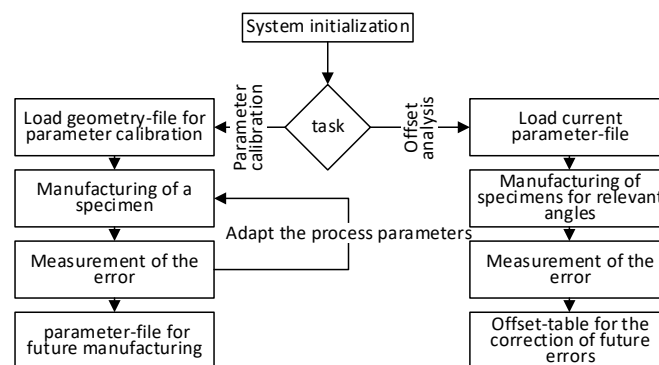 System initialization
task
Parameter
calibration
Offset
analysis
Load geometry-file for
parameter calibration
Manufacturing of a
specimen
Adapt the process parameters
Measurement of the
error
parameter-file for
future manufacturing
Load current
parameter-file
Manufacturing of
specimens for relevant
angles
Measurement of the
error
Offset-table for the
correction of future
errors